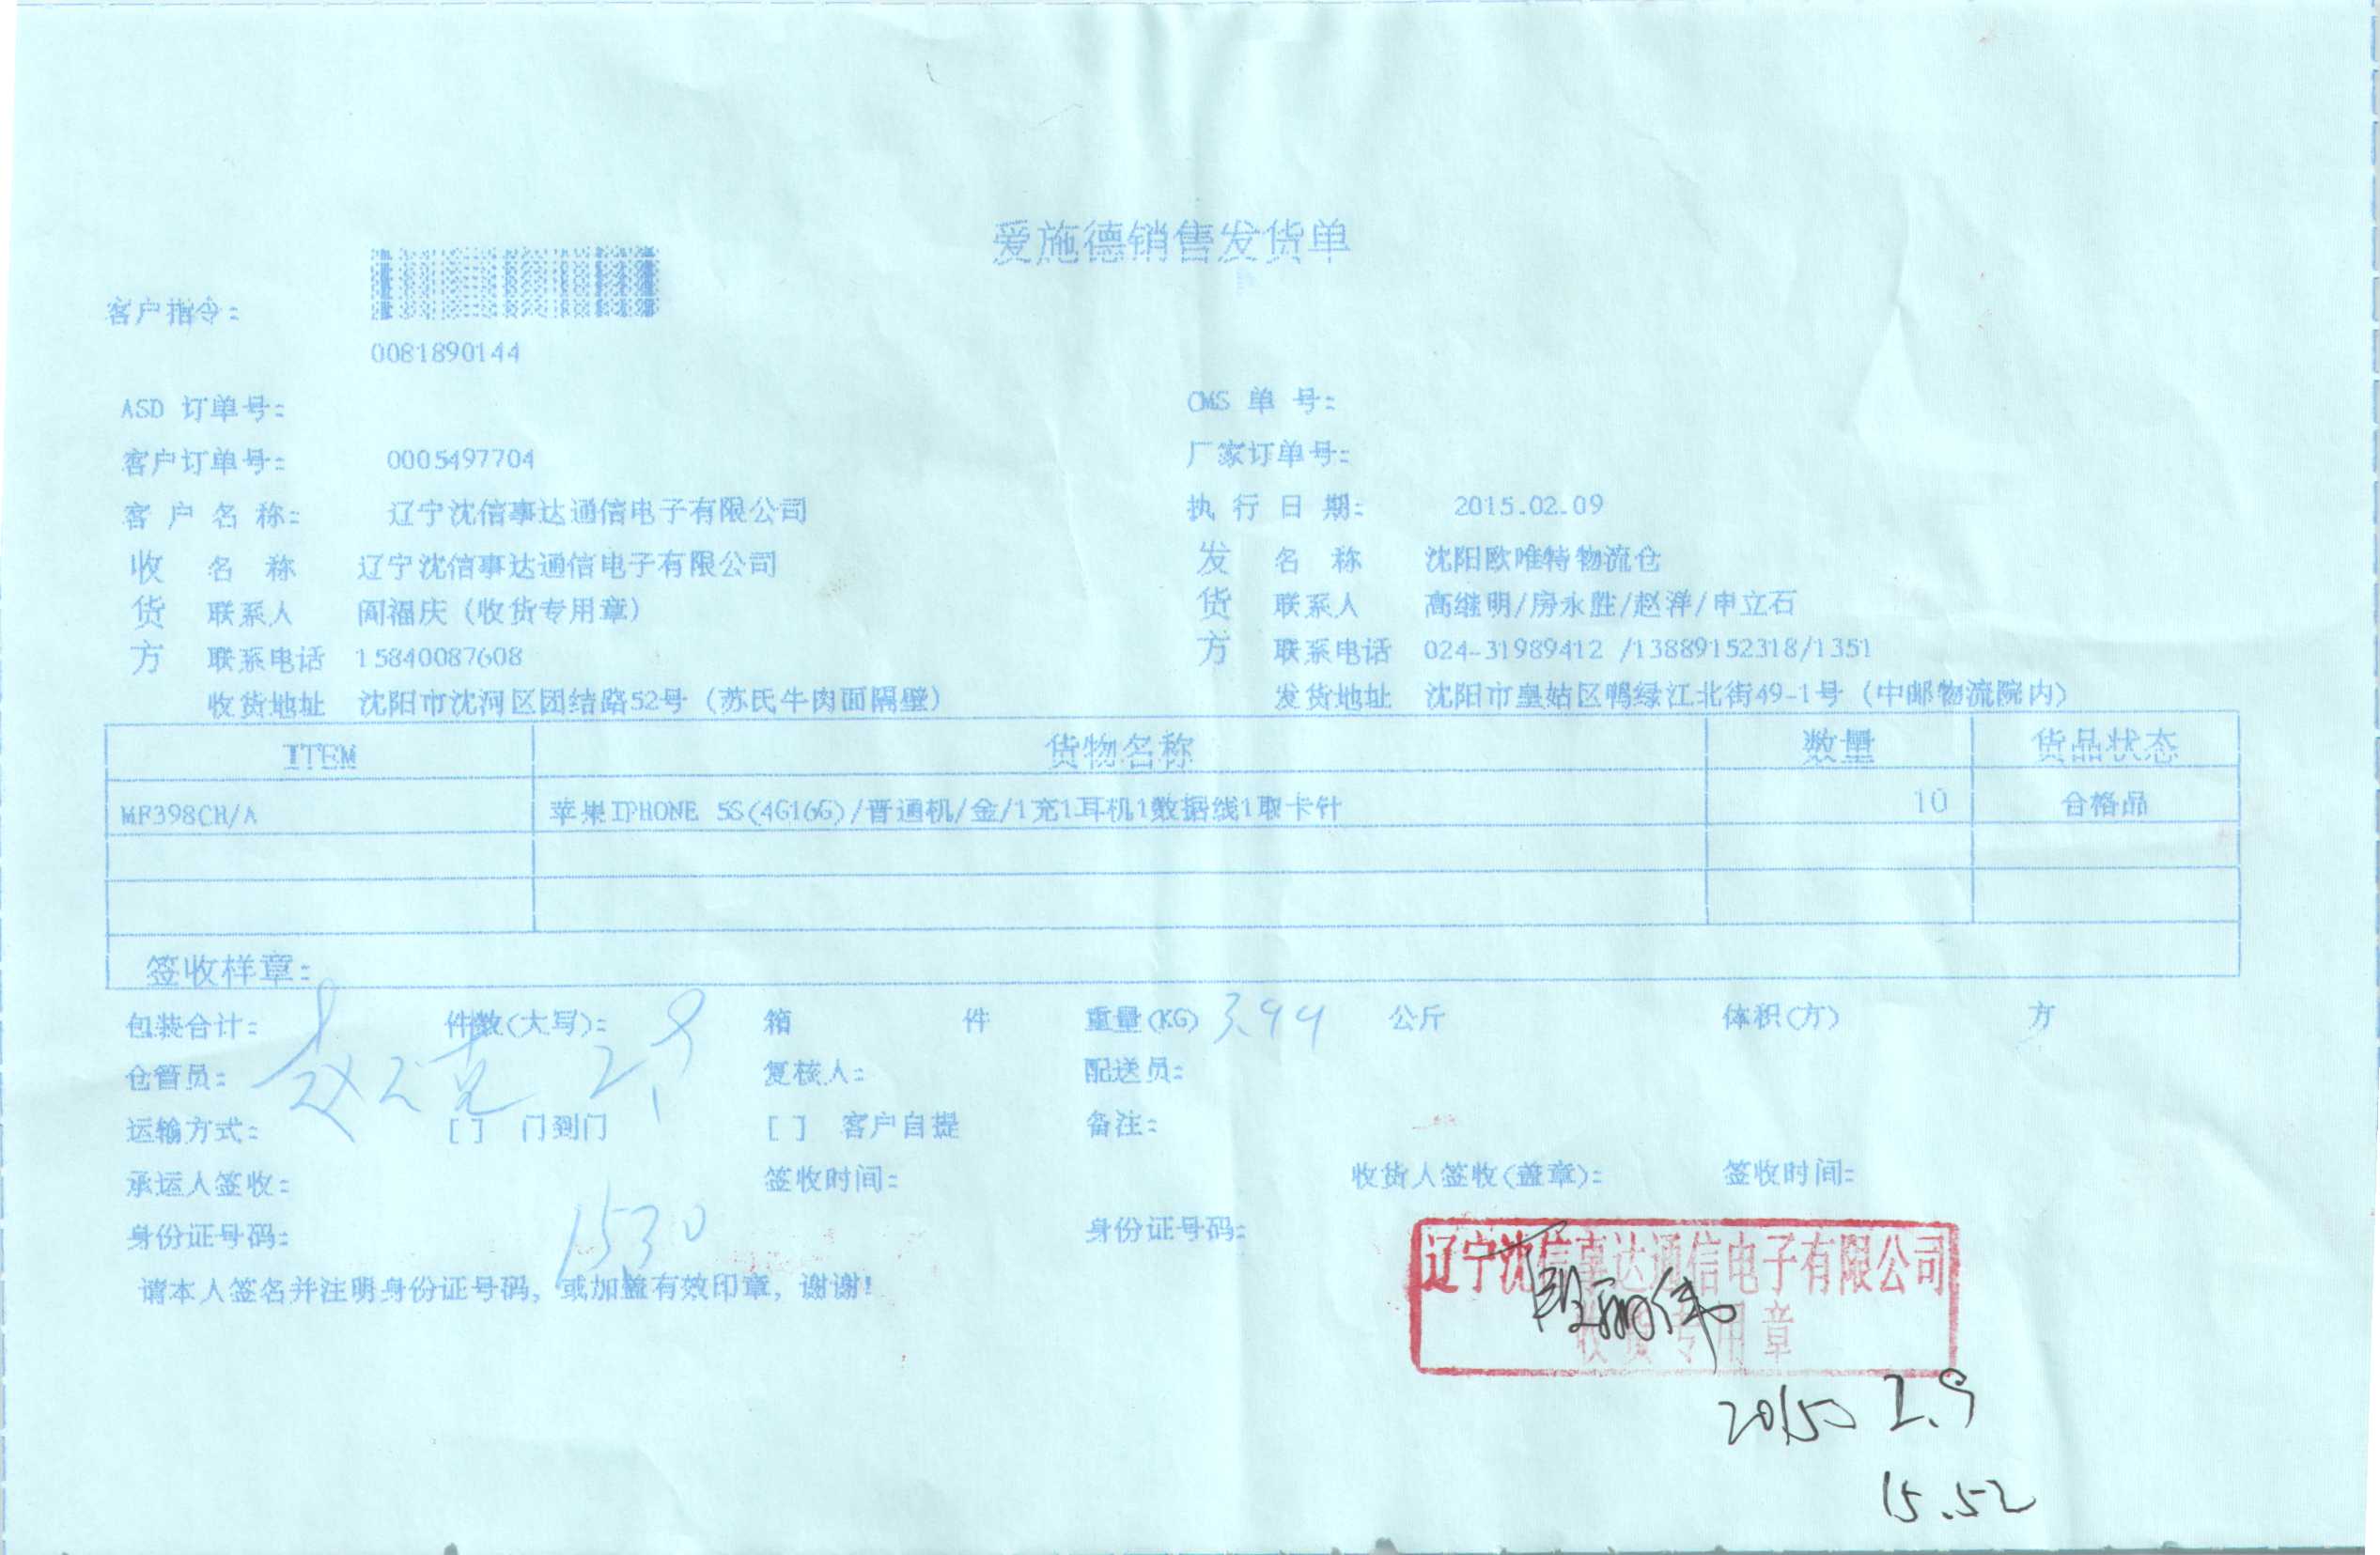 爱施德销售发货单
客户指令:
0081890144
ASD 订单号: OMS 单 号:
客户订单号: 0005497704 厂家订单号:
客 户 名 称: 辽宁沈信事达通信电子有限公司 执 行 日 期: 2015.02.09
收 名 称 辽宁沈信事达通信电子有限公司 发 名 称 沈阳欧唯特物流仓
货 联系人 闾福庆(收货专用章) 货 联系人 高继明/房永胜/赵洋/申立石
方 联系电话 15840087608 方 联系电话 024-31989412 /13889152318/1351
收货地址 沈阳市沈河区团结路52号(苏氏牛肉面隔壁) 发货地址 沈阳市皇姑区鸭绿江北街49-1号(中邮物流院内)
ITEM 货物名称 数量 货品状态
MF398CH/A 苹果IPHONE 5S(4G16G)/普通机/金/1充1耳机1数据线1取卡针 10 合格品
签收样章:
包装合计: 件数(大写): 箱 件 重量(KG) 3.94 公斤 体积(方) 方
仓管员: 2.9 复核人: 配送员:
运输方式: [ ] 门到门 [ ] 客户自提 备注:
承运人签收: 签收时间: 收货人签收(盖章): 签收时间:
身份证号码: 1530 身份证号码:
请本人签名并注明身份证号码，或加盖有效印章，谢谢!
辽宁沈信事达通信电子有限公司
收货专用章
2015 2.9
15.52